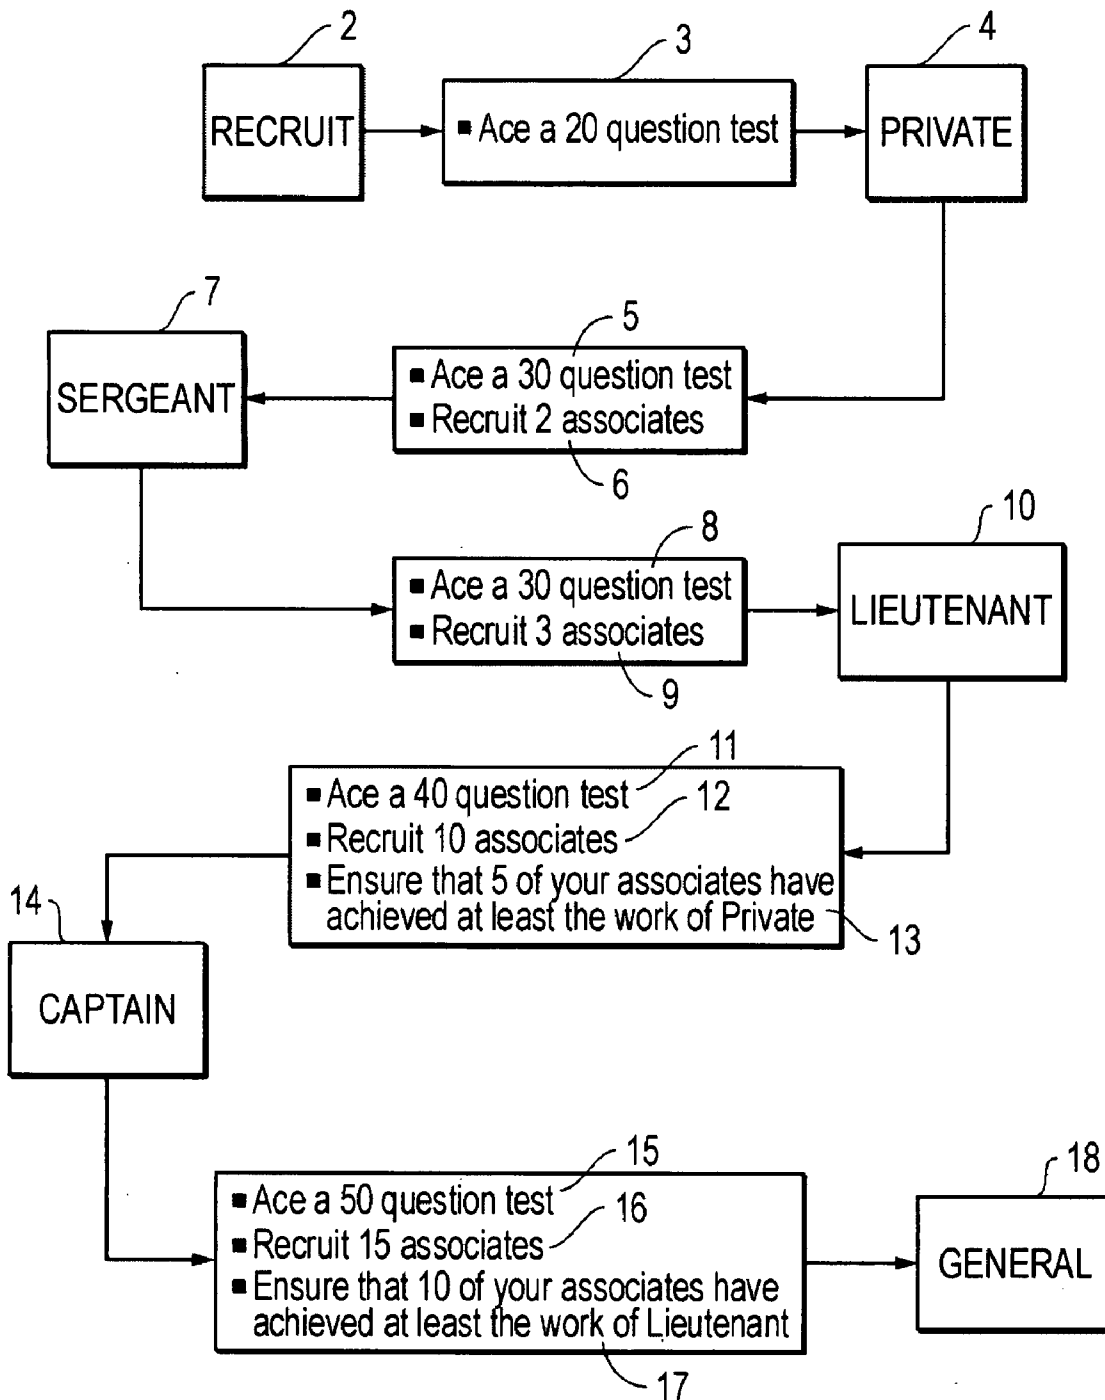 2
3
4
RECRUIT
▪ Ace a 20 question test
PRIVATE
7
5
SERGEANT
▪ Ace a 30 question test
▪ Recruit 2 associates
6
8
10
▪ Ace a 30 question test
▪ Recruit 3 associates
LIEUTENANT
9
11
▪ Ace a 40 question test
12
▪ Recruit 10 associates
▪ Ensure that 5 of your associates have
achieved at least the work of Private
13
14
CAPTAIN
15
▪ Ace a 50 question test
16
▪ Recruit 15 associates
▪ Ensure that 10 of your associates have
achieved at least the work of Lieutenant
17
18
GENERAL